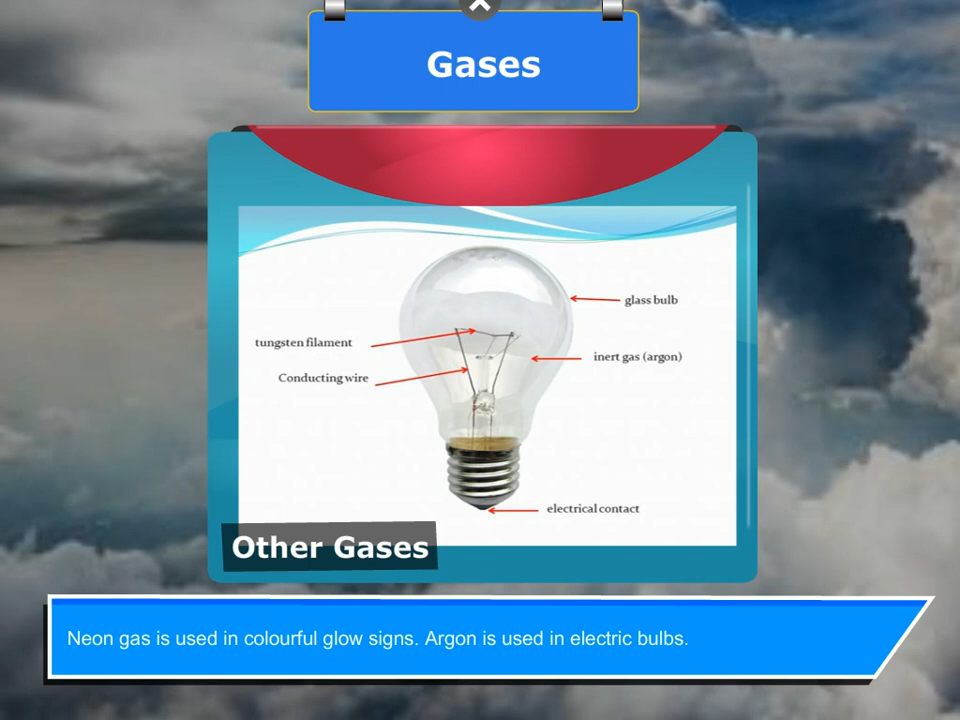 Gases
glass bulb
tungsten filament
inert gas (argon)
Conducting wire
electrical contact
Other Gases
Neon gas is used in colourful glow signs. Argon is used in electric bulbs.